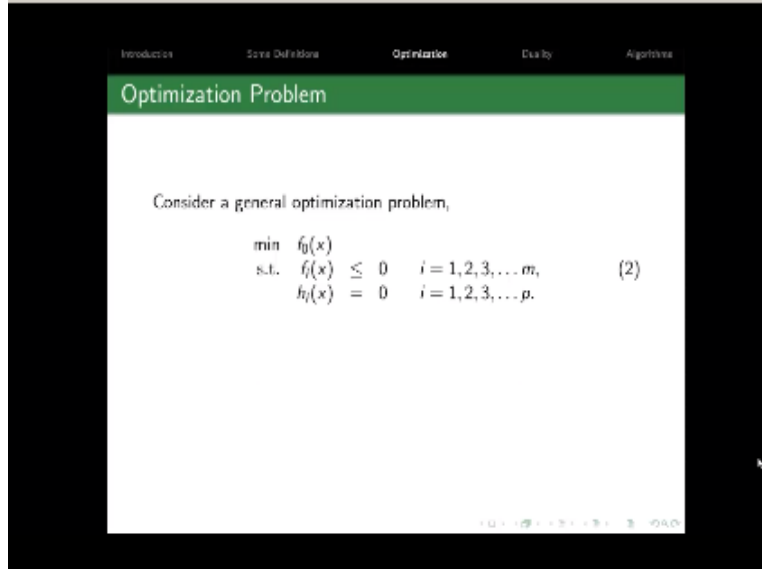 Introduction Some Definitions Optimization Duality Algorithms
Optimization Problem
Consider a general optimization problem,
min f₀(x)
s.t. fᵢ(x) ≤ 0 i = 1, 2, 3, . . . m, (2)
hᵢ(x) = 0 i = 1, 2, 3, . . . p.